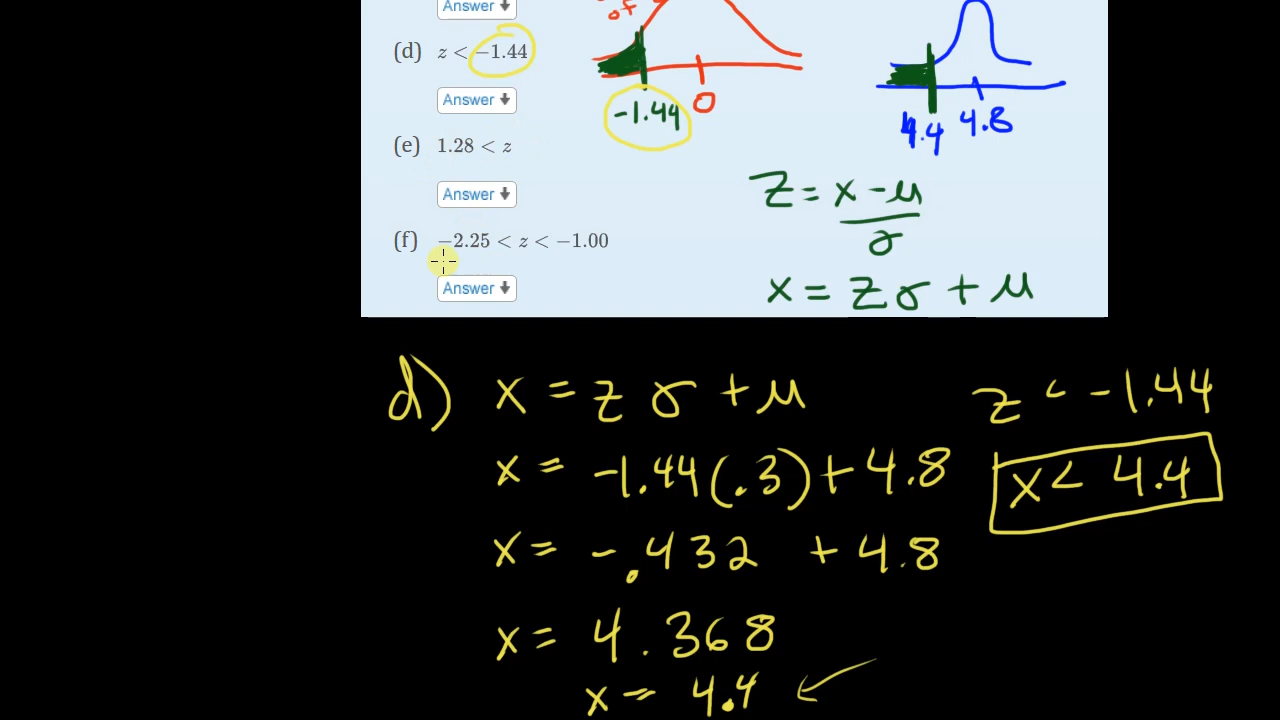 Answer
(d) z < −1.44
Answer
(e) 1.28 < z
Answer
(f) −2.25 < z < −1.00
Answer
of
-1.44 0
4.4 4.8
z = x - μ
σ
x = zσ + μ
d) x = z σ + μ
x = -1.44(.3) + 4.8
x = -.432 + 4.8
x = 4.368
x = 4.4
z < -1.44
x < 4.4